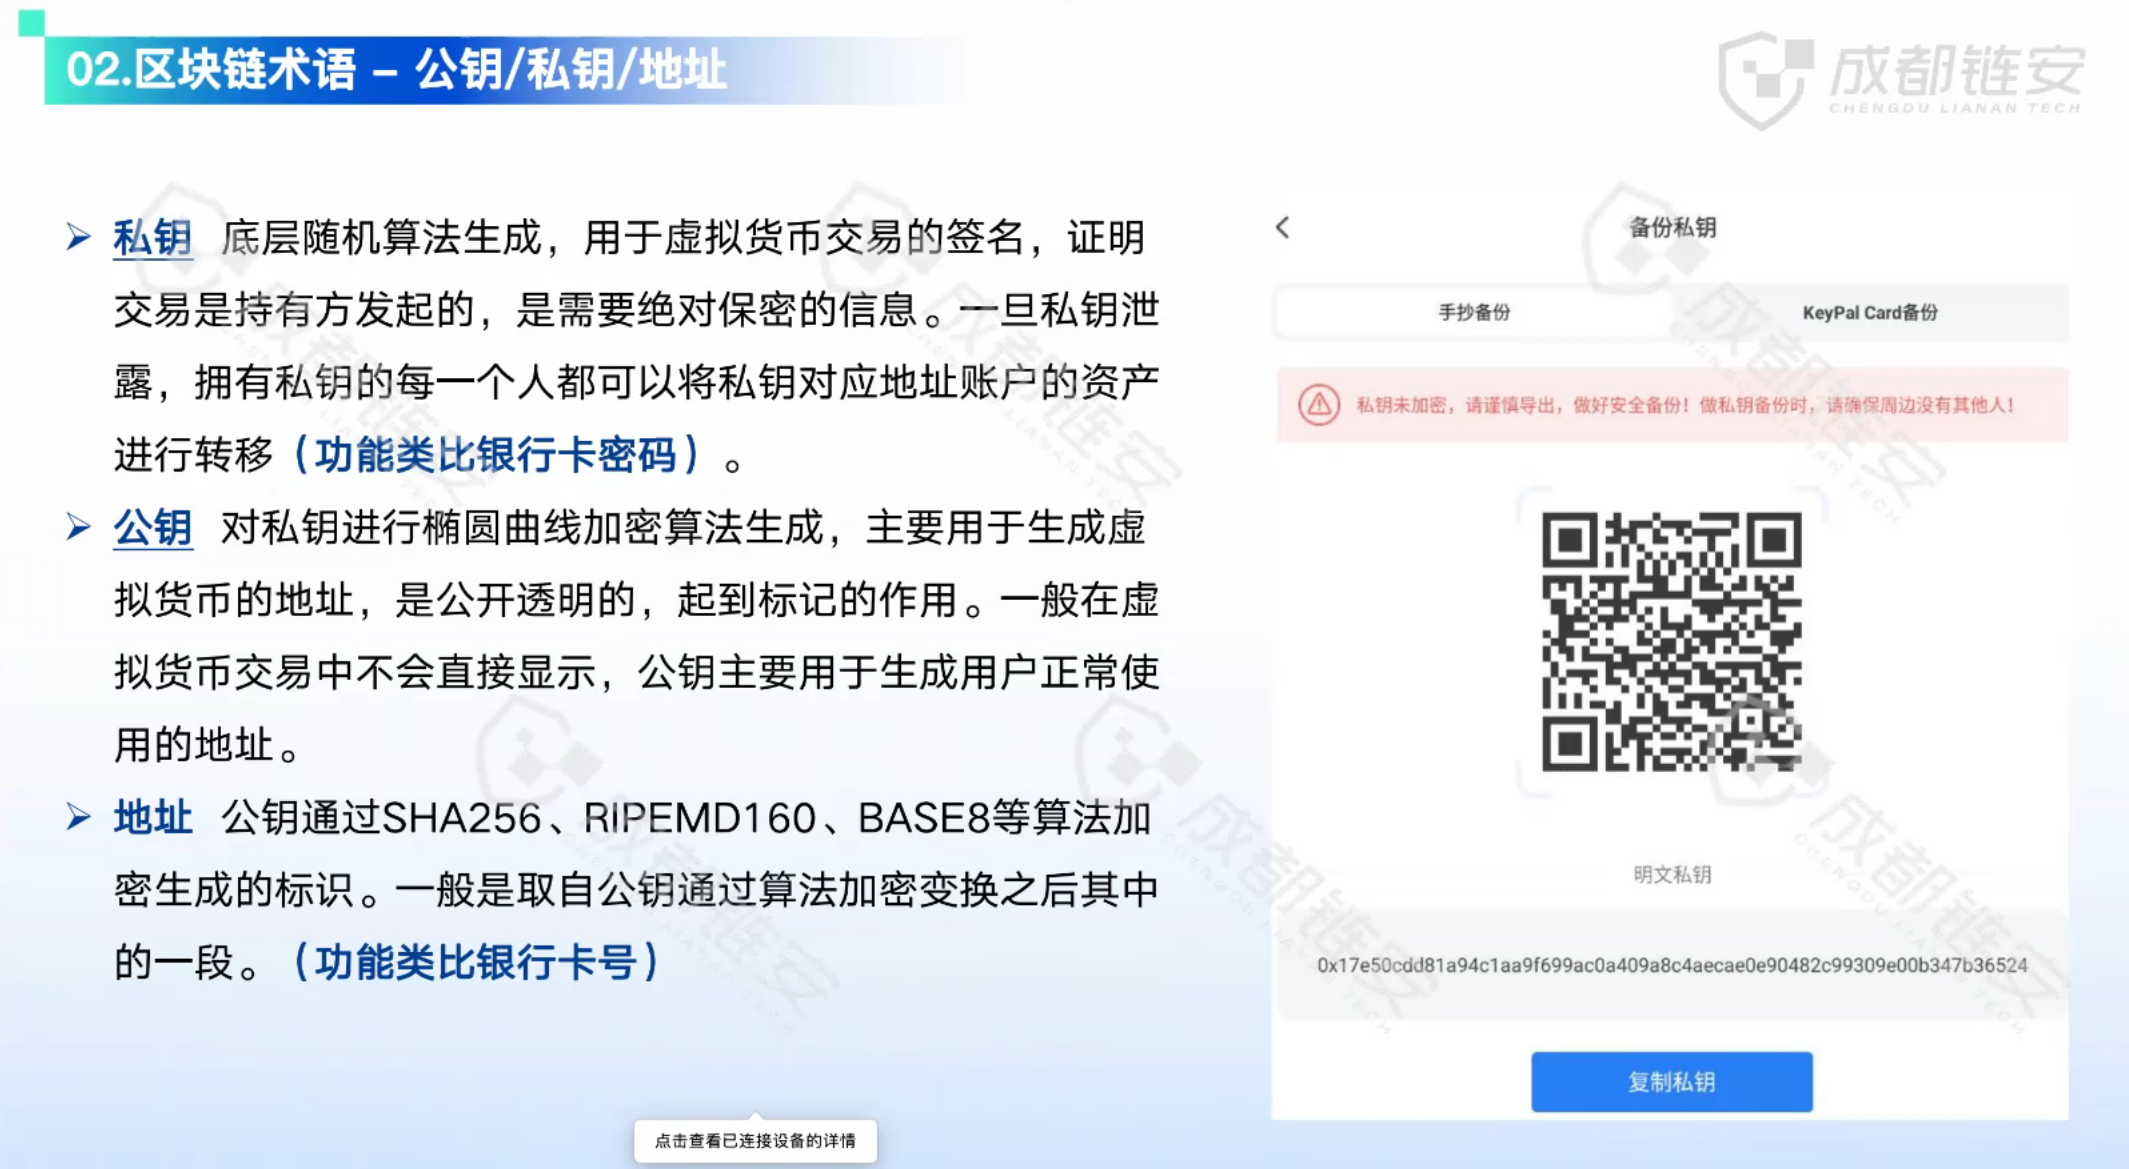 02.区块链术语 – 公钥/私钥/地址
成都链安
CHENGDU LIANAN TECH
➢ 私钥 底层随机算法生成，用于虚拟货币交易的签名，证明
交易是持有方发起的，是需要绝对保密的信息。一旦私钥泄
露，拥有私钥的每一个人都可以将私钥对应地址账户的资产
进行转移（功能类比银行卡密码）。
➢ 公钥 对私钥进行椭圆曲线加密算法生成，主要用于生成虚
拟货币的地址，是公开透明的，起到标记的作用。一般在虚
拟货币交易中不会直接显示，公钥主要用于生成用户正常使
用的地址。
➢ 地址 公钥通过SHA256、RIPEMD160、BASE8等算法加
密生成的标识。一般是取自公钥通过算法加密变换之后其中
的一段。（功能类比银行卡号）
备份私钥
手抄备份
KeyPal Card备份
私钥未加密，请谨慎导出，做好安全备份！做私钥备份时，请确保周边没有其他人！
明文私钥
0x17e50cdd81a94c1aa9f699ac0a409a8c4aecae0e90482c99309e00b347b36524
复制私钥
点击查看已连接设备的详情